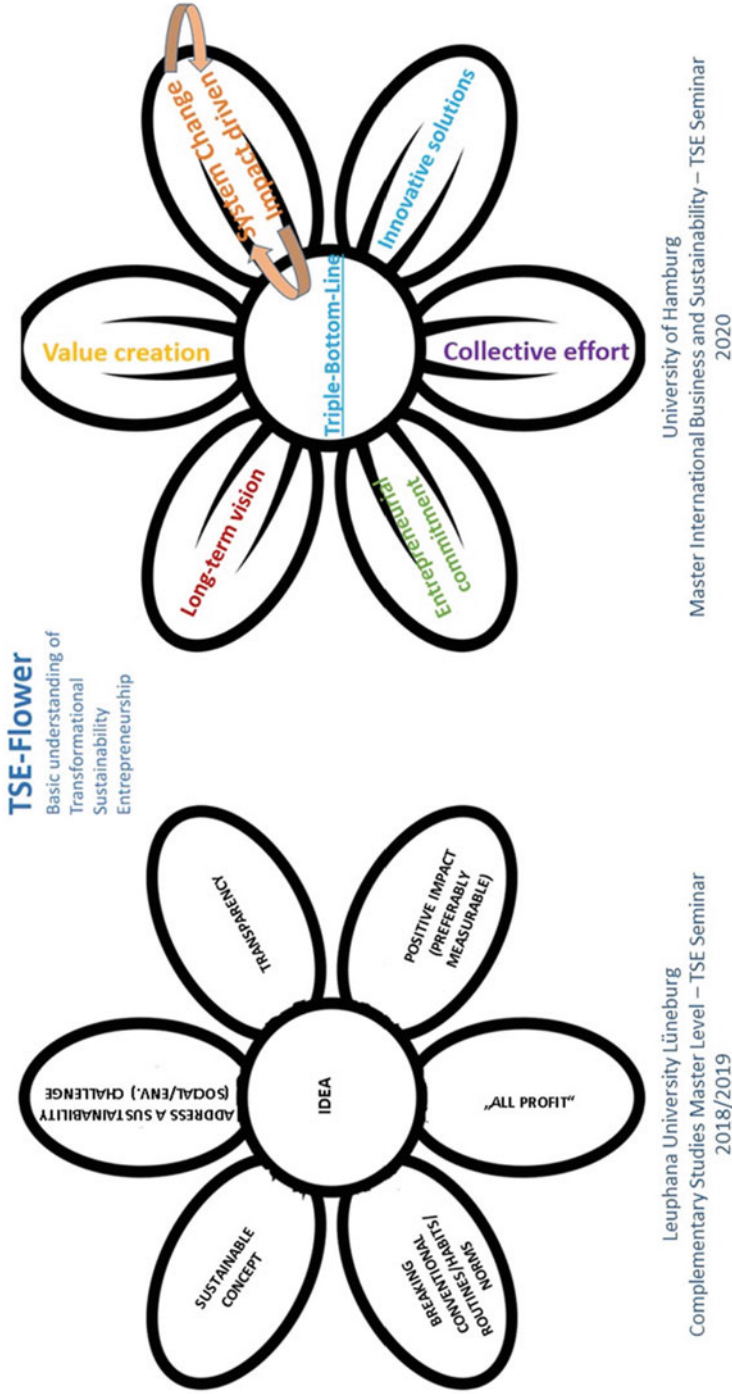 TSE-Flower
Basic understanding of
Transformational
Sustainability
Entrepreneurship
ADDRESS A SUSTAINABILITY
(SOCIAL/ENV.) CHALLENGE
TRANSPARENCY
SUSTAINABLE
CONCEPT
IDEA
POSITIVE IMPACT
(PREFERABLY
MEASURABLE)
BREAKING
CONVENTIONAL
ROUTINES/HABITS/
NORMS
„ALL PROFIT“
Leuphana University Lüneburg
Complementary Studies Master Level – TSE Seminar
2018/2019
Value creation
System Change
Impact driven
Long-term vision
Triple-Bottom-Line
Innovative solutions
Entrepreneurial
commitment
Collective effort
University of Hamburg
Master International Business and Sustainability – TSE Seminar
2020